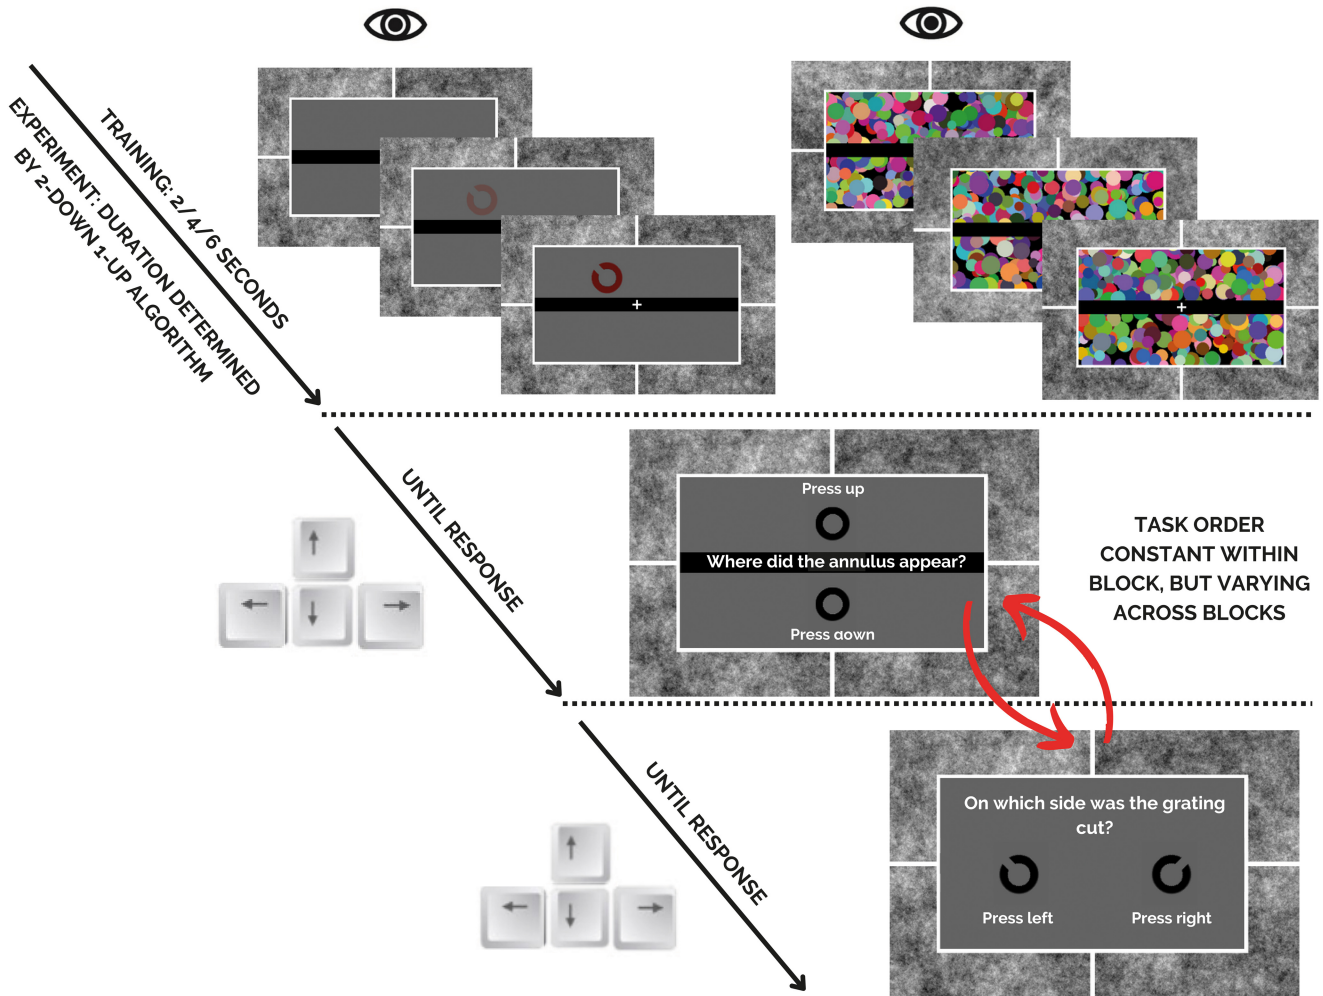 TRAINING: 2/4/6 SECONDS
EXPERIMENT: DURATION DETERMINED
BY 2-DOWN 1-UP ALGORITHM
UNTIL RESPONSE
Press up
Where did the annulus appear?
Press down
TASK ORDER
CONSTANT WITHIN
BLOCK, BUT VARYING
ACROSS BLOCKS
UNTIL RESPONSE
On which side was the grating
cut?
Press left
Press right